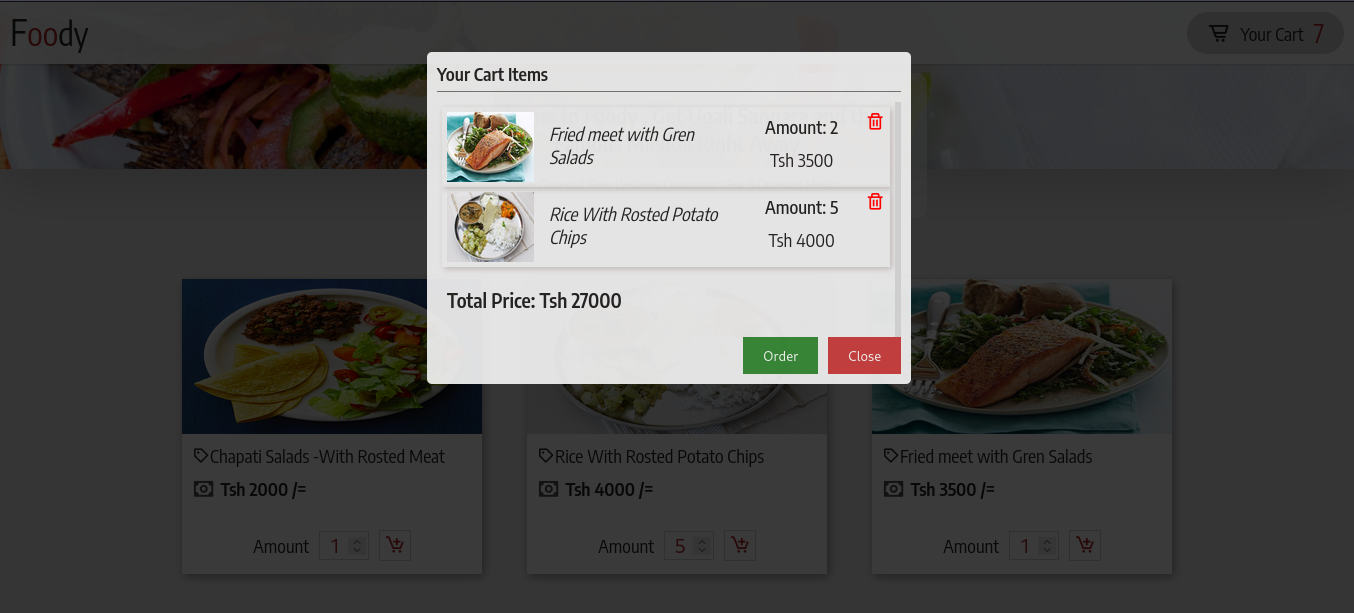 Foody
Your Cart 7
Your Cart Items
Fried meet with Gren
Salads
Amount: 2
Tsh 3500
Rice With Rosted Potato
Chips
Amount: 5
Tsh 4000
Total Price: Tsh 27000
Order
Close
Chapati Salads -With Rosted Meat
Tsh 2000 /=
Amount 1
Rice With Rosted Potato Chips
Tsh 4000 /=
Amount 5
Fried meet with Gren Salads
Tsh 3500 /=
Amount 1